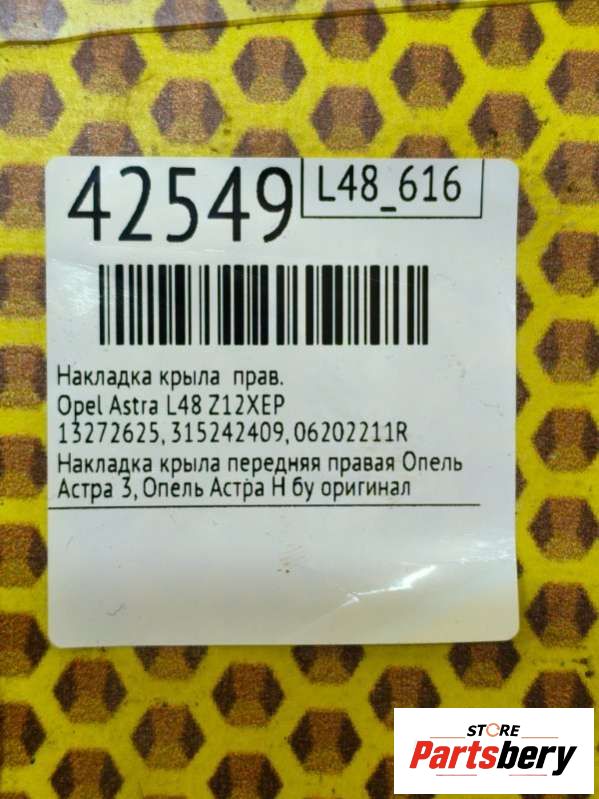 42549
L48_616
Накладка крыла прав.
Opel Astra L48 Z12XEP
13272625, 315242409, 06202211R
Накладка крыла передняя правая Опель
Астра 3, Опель Астра Н бу оригинал
STORE
Partsbery